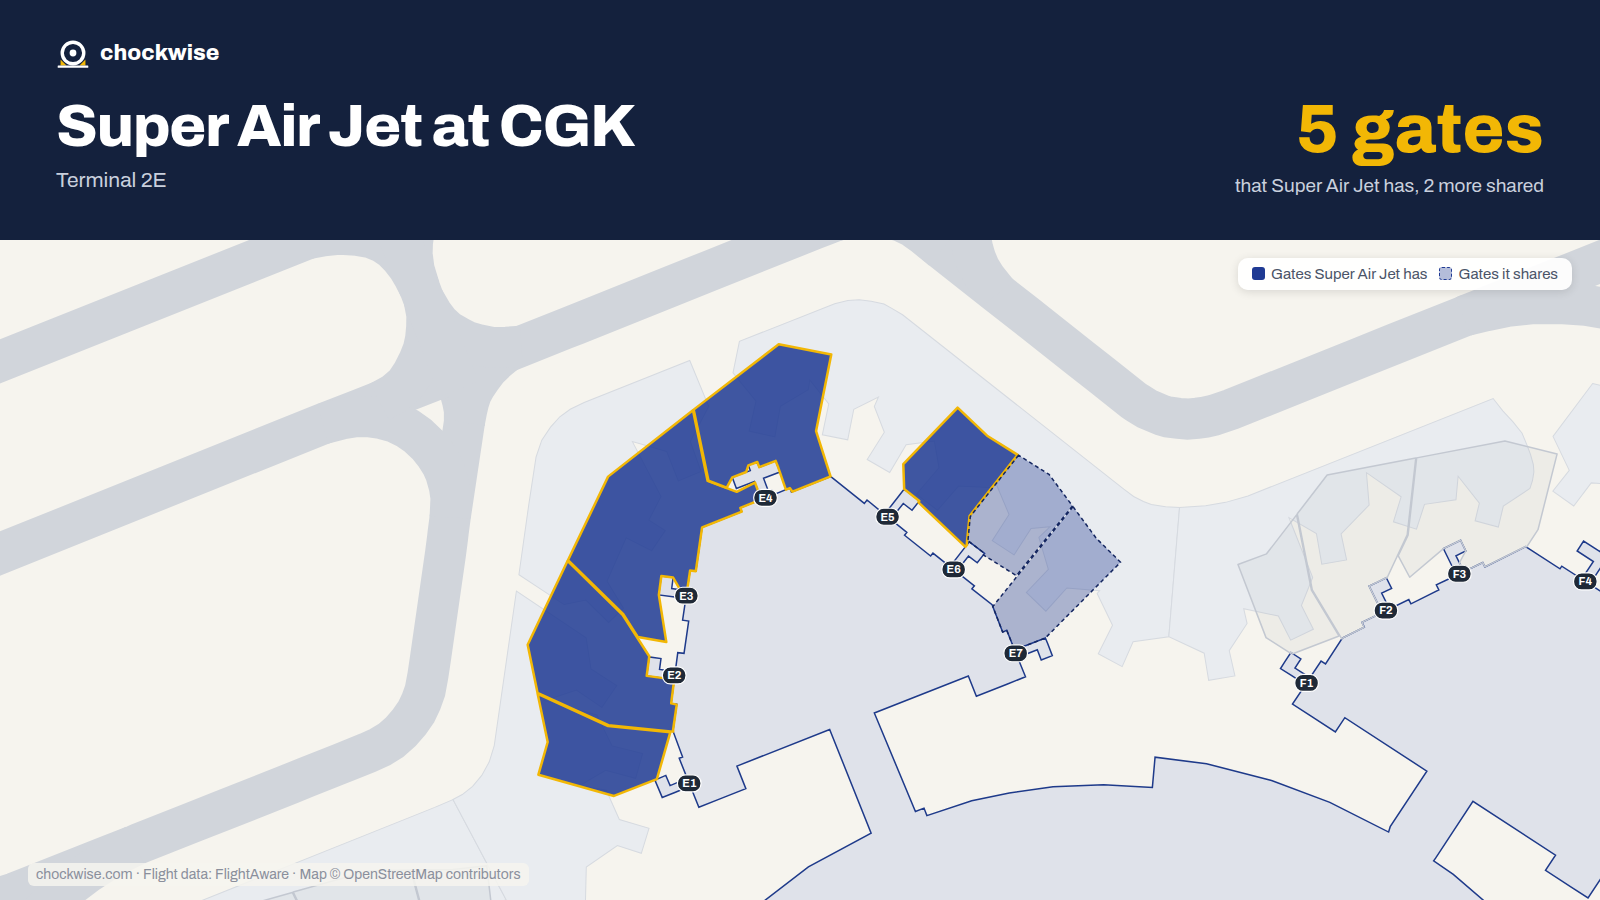 chockwise
Super Air Jet at CGK
Terminal 2E
5 gates
that Super Air Jet has, 2 more shared
Gates Super Air Jet has
Gates it shares
E4
E5
E6
E3
E7
E2
E1
F3
F4
F2
F1
chockwise.com · Flight data: FlightAware · Map © OpenStreetMap contributors